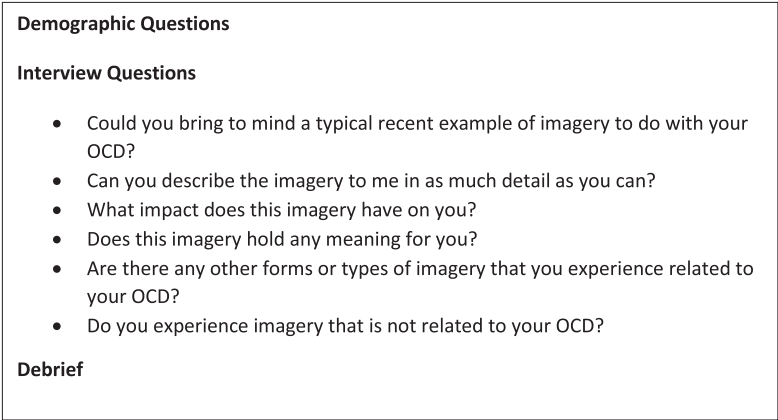 Demographic Questions
Interview Questions
• Could you bring to mind a typical recent example of imagery to do with your
OCD?
• Can you describe the imagery to me in as much detail as you can?
• What impact does this imagery have on you?
• Does this imagery hold any meaning for you?
• Are there any other forms or types of imagery that you experience related to
your OCD?
• Do you experience imagery that is not related to your OCD?
Debrief